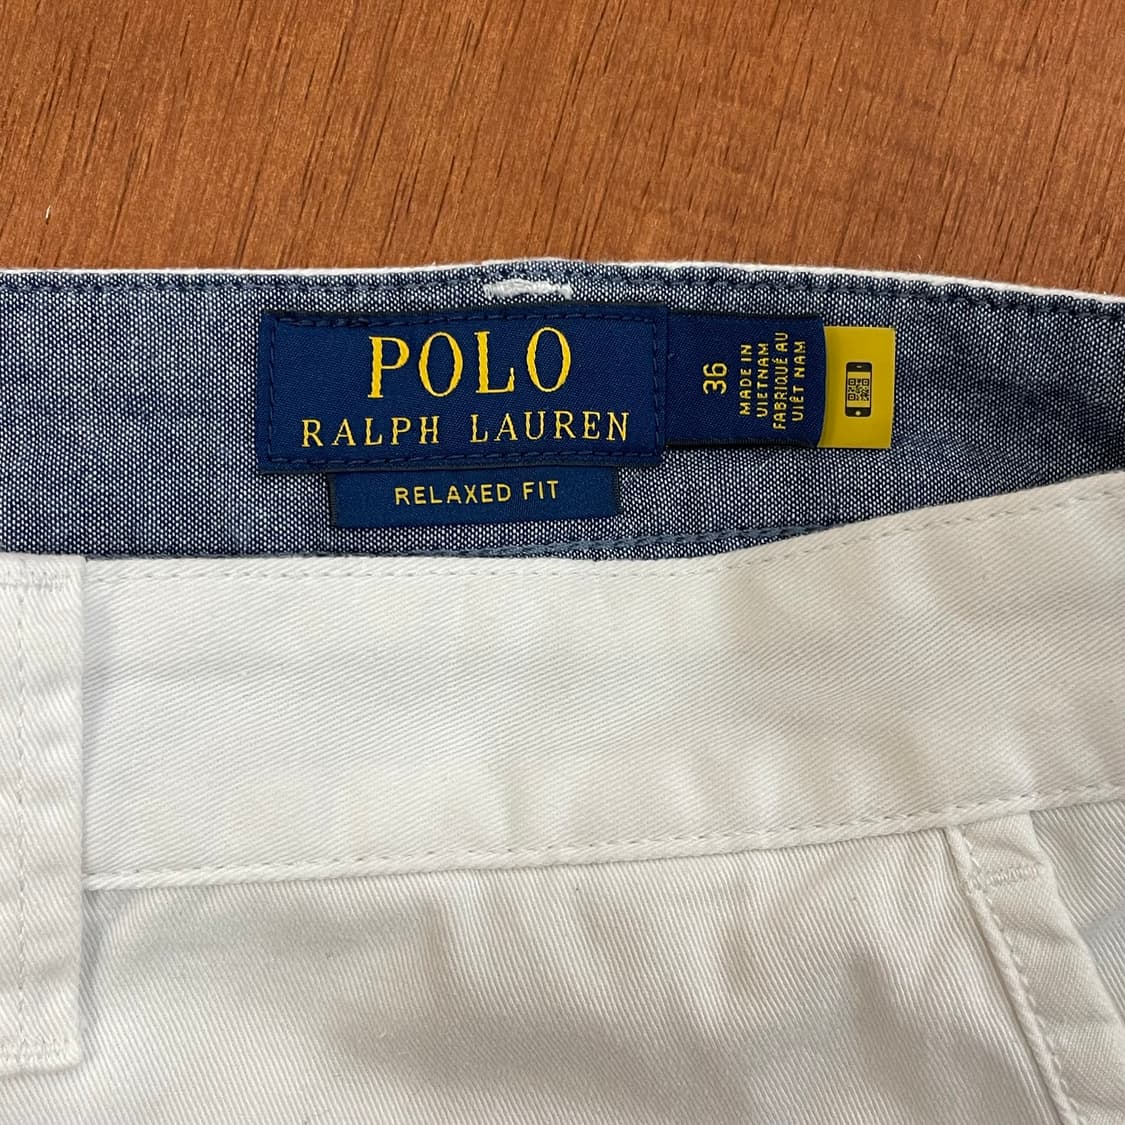 POLO
RALPH LAUREN
RELAXED FIT
36
MADE IN
VIETNAM
FABRIQUÉ AU
VIÊT NAM